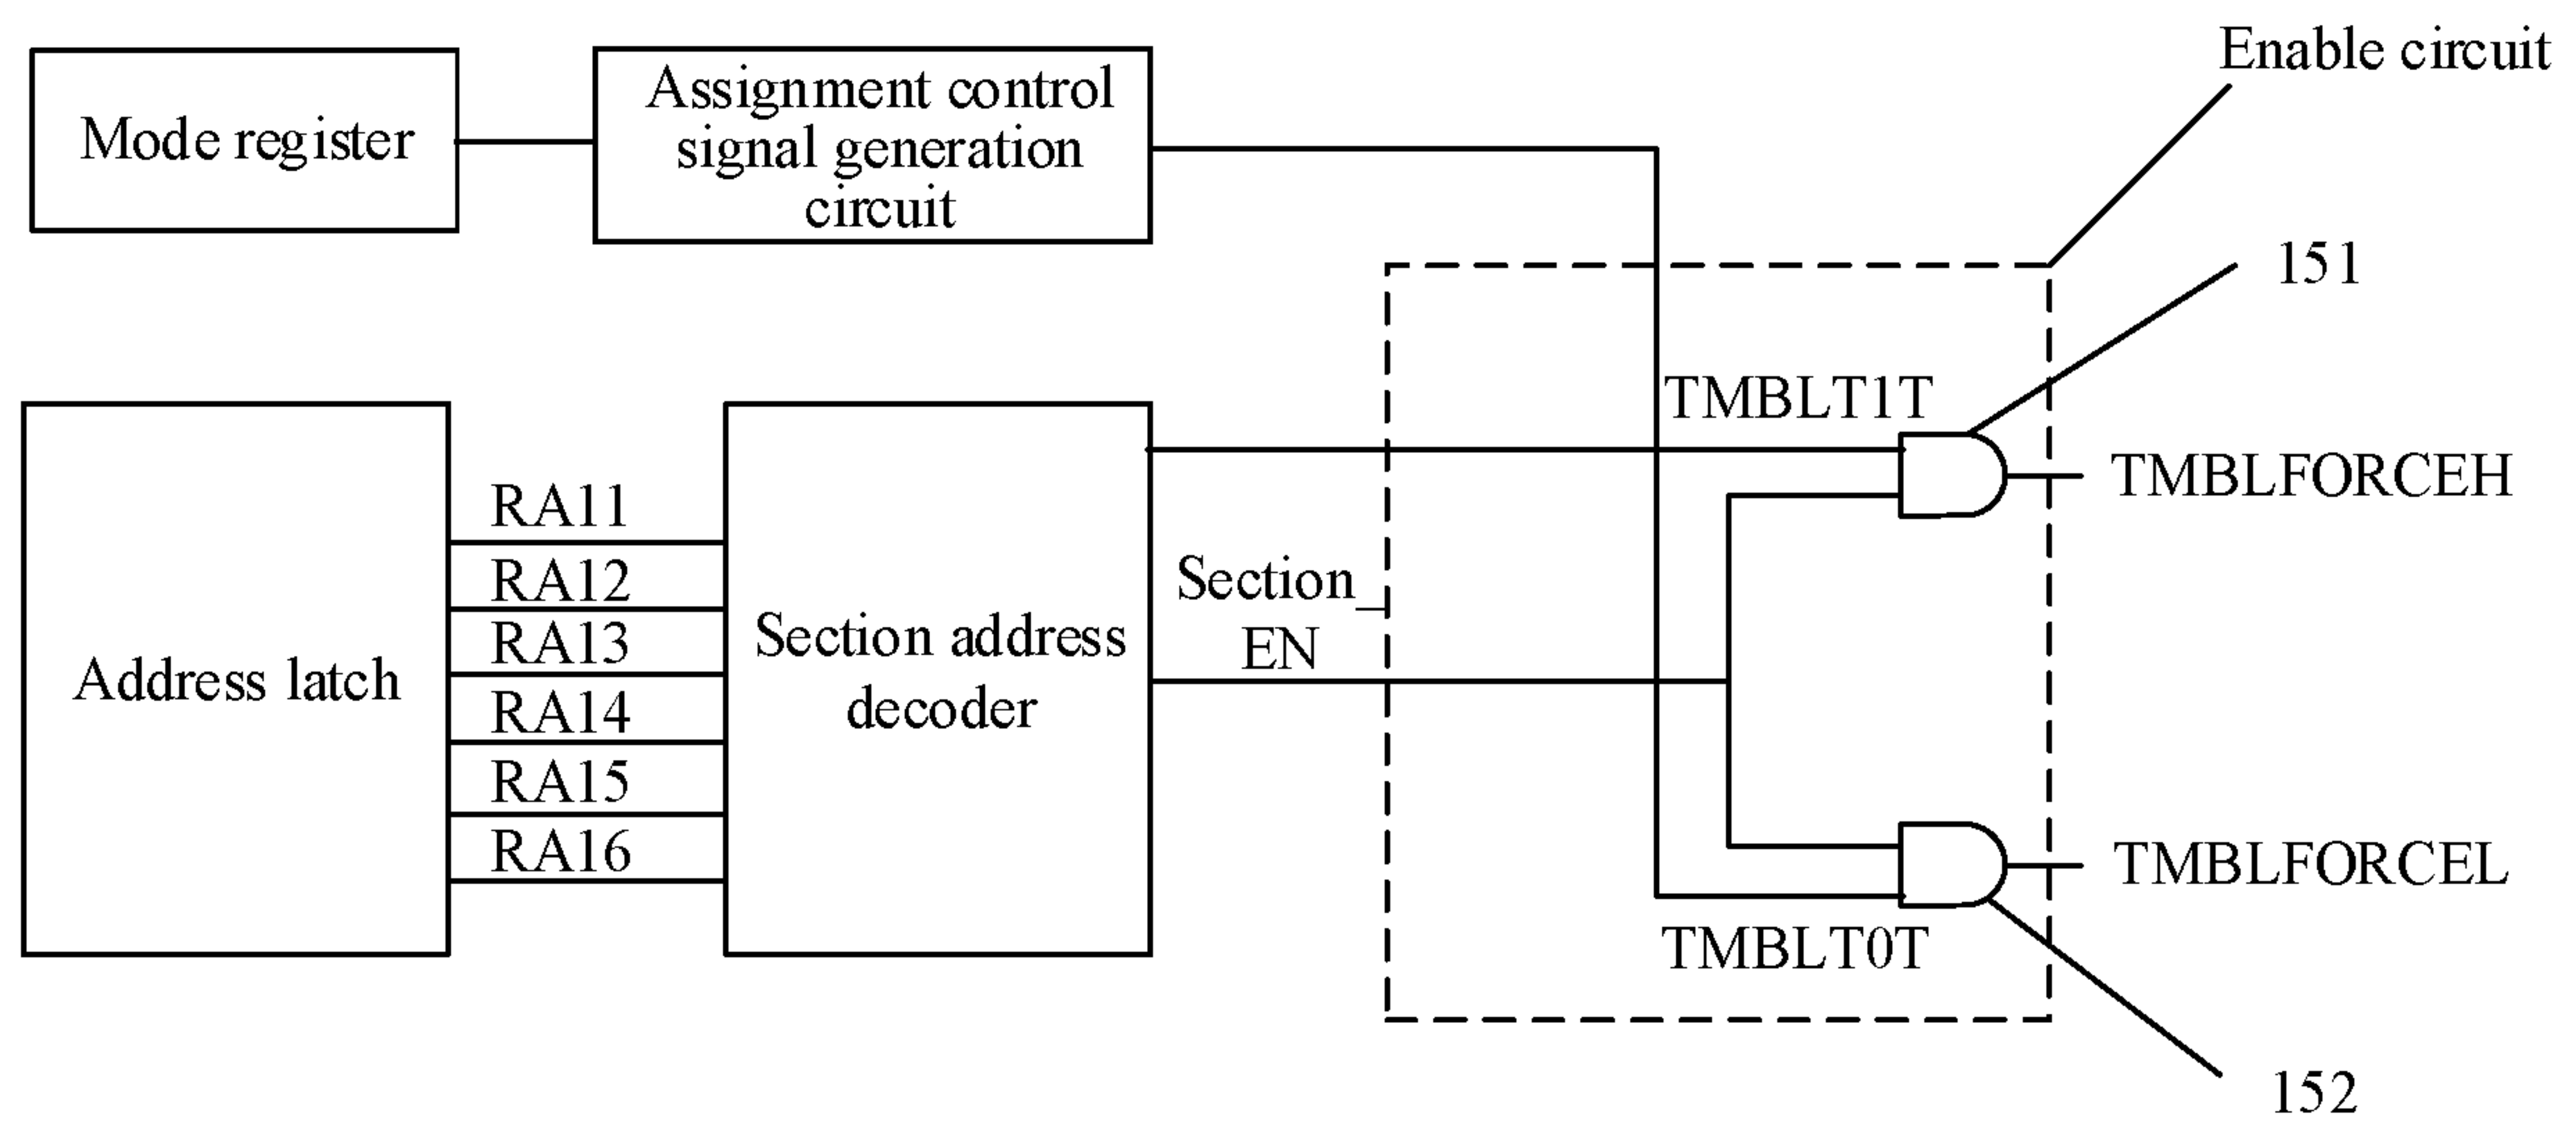 Enable circuit
Mode register
Assignment control
signal generation
circuit
151
TMBLT1T
TMBLFORCEH
RA11
RA12
RA13
RA14
RA15
RA16
Address latch
Section address
decoder
Section_
EN
TMBLFORCEL
TMBLT0T
152